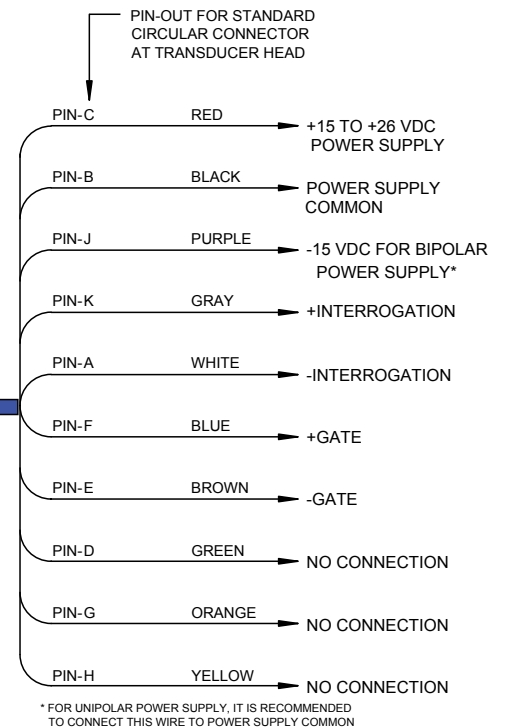 PIN-OUT FOR STANDARD
CIRCULAR CONNECTOR
AT TRANSDUCER HEAD
PIN-C RED +15 TO +26 VDC
POWER SUPPLY
PIN-B BLACK POWER SUPPLY
COMMON
PIN-J PURPLE -15 VDC FOR BIPOLAR
POWER SUPPLY*
PIN-K GRAY +INTERROGATION
PIN-A WHITE -INTERROGATION
PIN-F BLUE +GATE
PIN-E BROWN -GATE
PIN-D GREEN NO CONNECTION
PIN-G ORANGE NO CONNECTION
PIN-H YELLOW NO CONNECTION
* FOR UNIPOLAR POWER SUPPLY, IT IS RECOMMENDED
TO CONNECT THIS WIRE TO POWER SUPPLY COMMON